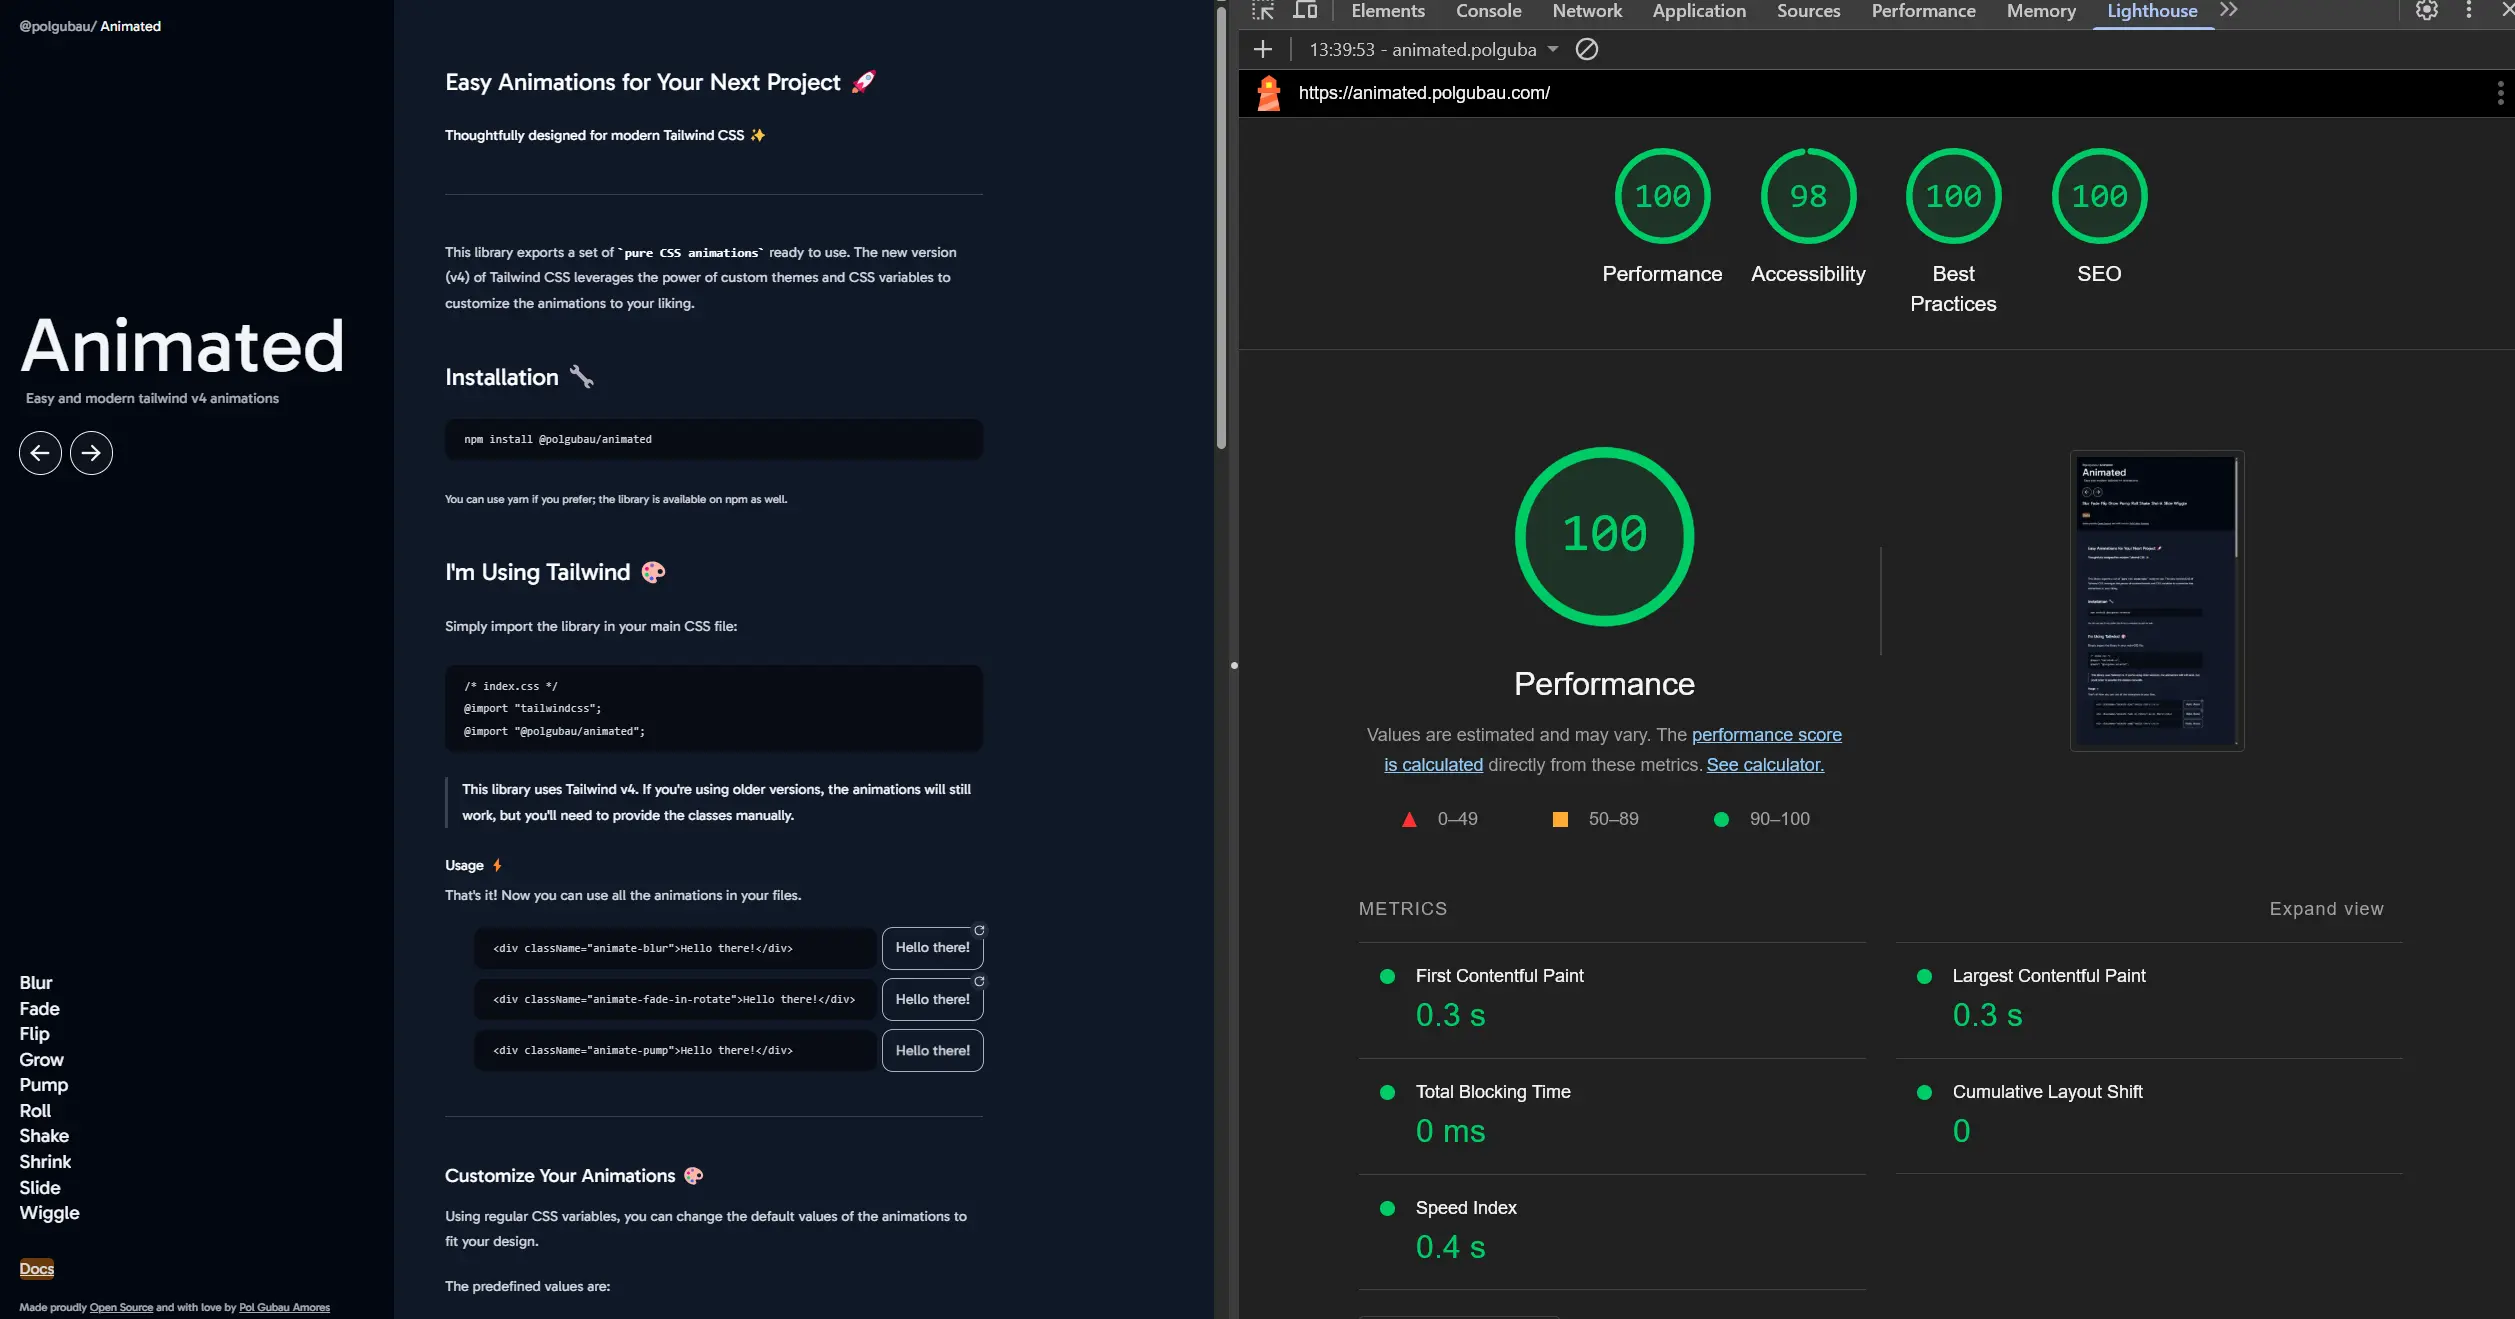 @polgubau/ Animated
Animated
Easy and modern tailwind v4 animations
Blur
Fade
Flip
Grow
Pump
Roll
Shake
Shrink
Slide
Wiggle
Docs
Made proudly Open Source and with love by Pol Gubau Amores
Easy Animations for Your Next Project 🚀
Thoughtfully designed for modern Tailwind CSS ✨
This library exports a set of `pure CSS animations` ready to use. The new version
(v4) of Tailwind CSS leverages the power of custom themes and CSS variables to
customize the animations to your liking.
Installation 🔧
npm install @polgubau/animated
You can use yarn if you prefer; the library is available on npm as well.
I'm Using Tailwind 🎨
Simply import the library in your main CSS file:
/* index.css */
@import "tailwindcss";
@import "@polgubau/animated";
This library uses Tailwind v4. If you're using older versions, the animations will still
work, but you'll need to provide the classes manually.
Usage ⚡
That's it! Now you can use all the animations in your files.
<div className="animate-blur">Hello there!</div>
Hello there!
<div className="animate-fade-in-rotate">Hello there!</div>
Hello there!
<div className="animate-pump">Hello there!</div>
Hello there!
Customize Your Animations 🎨
Using regular CSS variables, you can change the default values of the animations to
fit your design.
The predefined values are:
Elements Console Network Application Sources Performance Memory Lighthouse
13:39:53 - animated.polguba
https://animated.polgubau.com/
100 98 100 100
Performance Accessibility Best SEO
Practices
100
Performance
Values are estimated and may vary. The performance score
is calculated directly from these metrics. See calculator.
0–49 50–89 90–100
Animated
METRICS Expand view
First Contentful Paint
0.3 s
Largest Contentful Paint
0.3 s
Total Blocking Time
0 ms
Cumulative Layout Shift
0
Speed Index
0.4 s